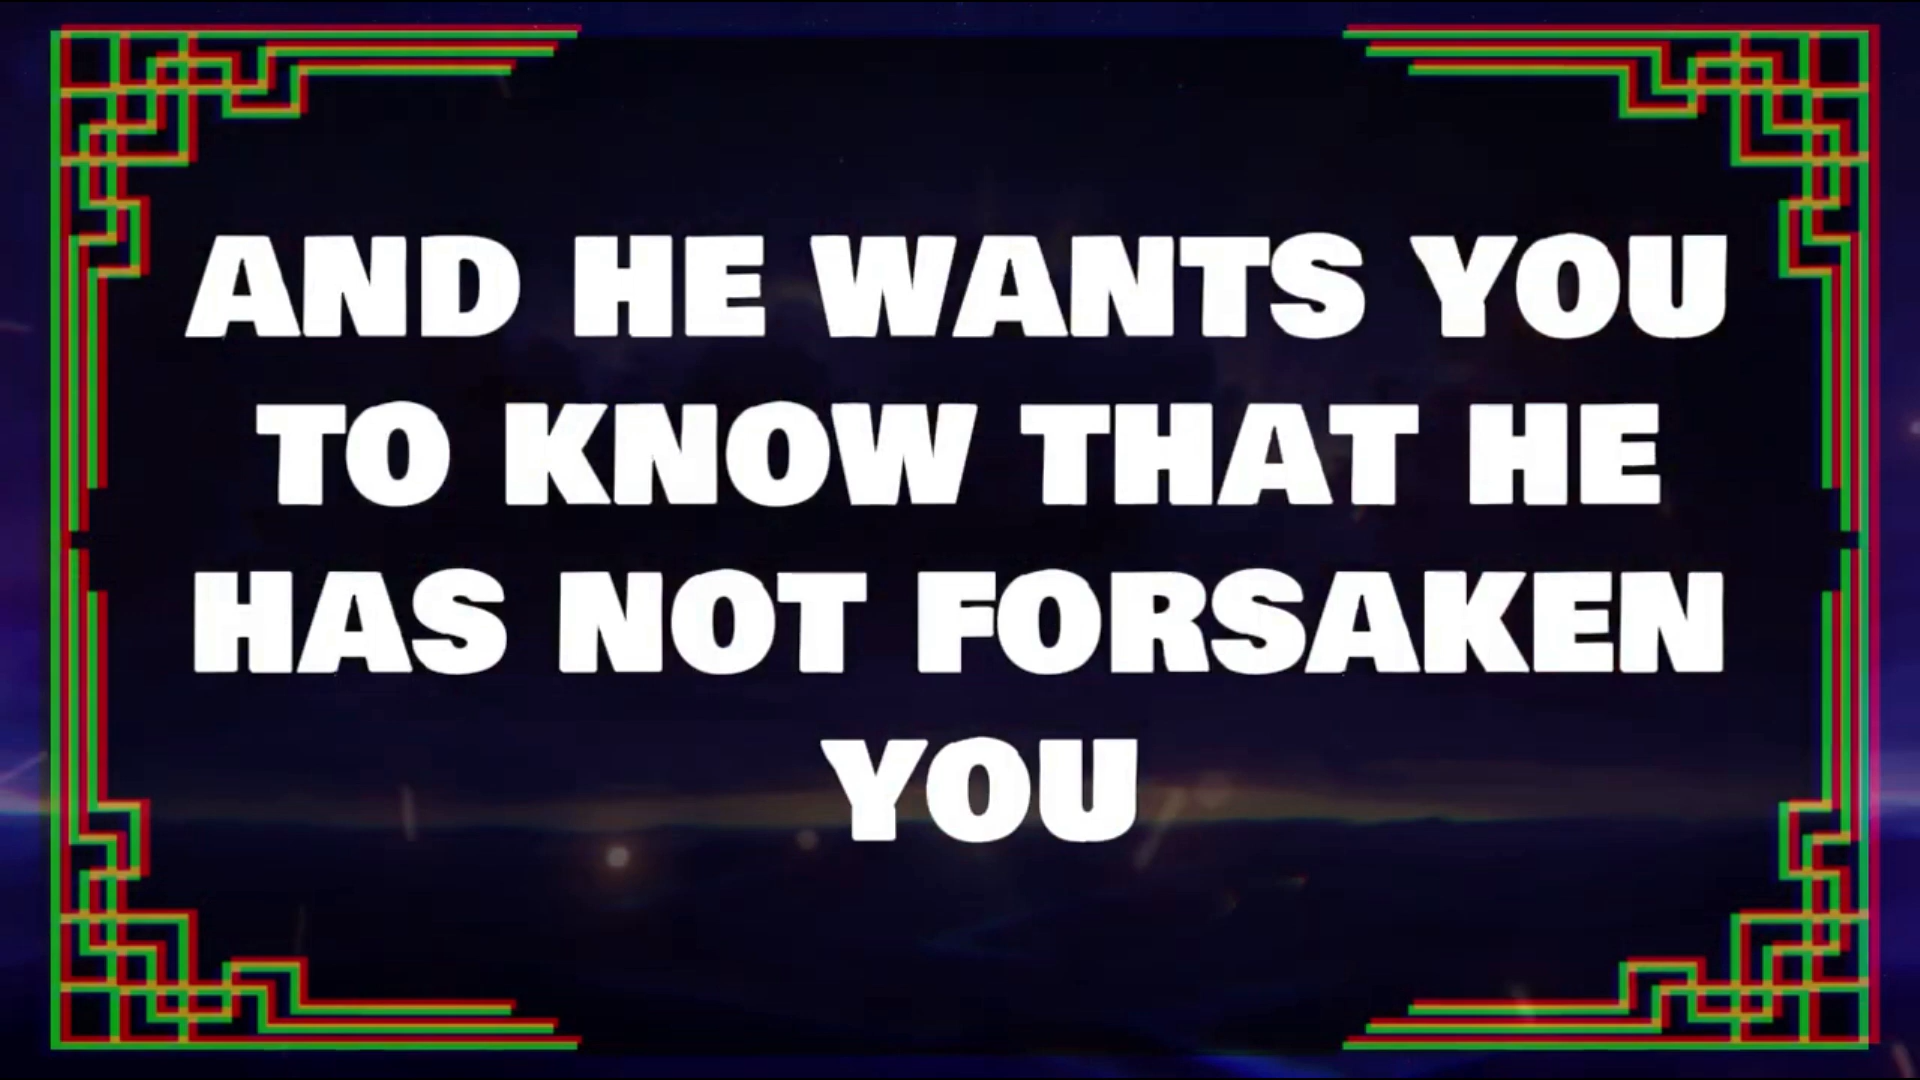 AND HE WANTS YOU
TO KNOW THAT HE
HAS NOT FORSAKEN
YOU